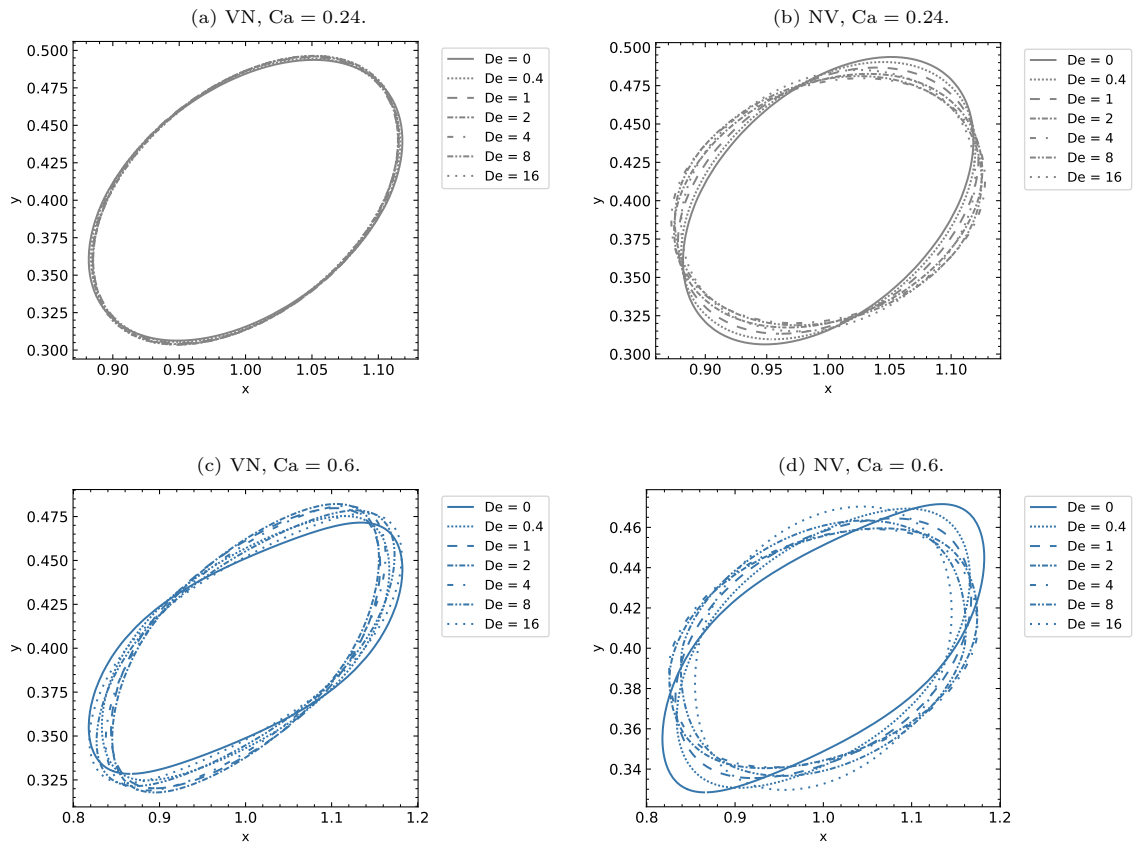 (a) VN, Ca = 0.24.
0.500
0.475
0.450
0.425
0.400
0.375
0.350
0.325
0.300
y
0.90 0.95 1.00 1.05 1.10
x
De = 0
De = 0.4
De = 1
De = 2
De = 4
De = 8
De = 16
(b) NV, Ca = 0.24.
0.500
0.475
0.450
0.425
0.400
0.375
0.350
0.325
0.300
y
0.90 0.95 1.00 1.05 1.10
x
De = 0
De = 0.4
De = 1
De = 2
De = 4
De = 8
De = 16
(c) VN, Ca = 0.6.
0.475
0.450
0.425
0.400
0.375
0.350
0.325
y
0.8 0.9 1.0 1.1 1.2
x
De = 0
De = 0.4
De = 1
De = 2
De = 4
De = 8
De = 16
(d) NV, Ca = 0.6.
0.46
0.44
0.42
0.40
0.38
0.36
0.34
y
0.8 0.9 1.0 1.1 1.2
x
De = 0
De = 0.4
De = 1
De = 2
De = 4
De = 8
De = 16